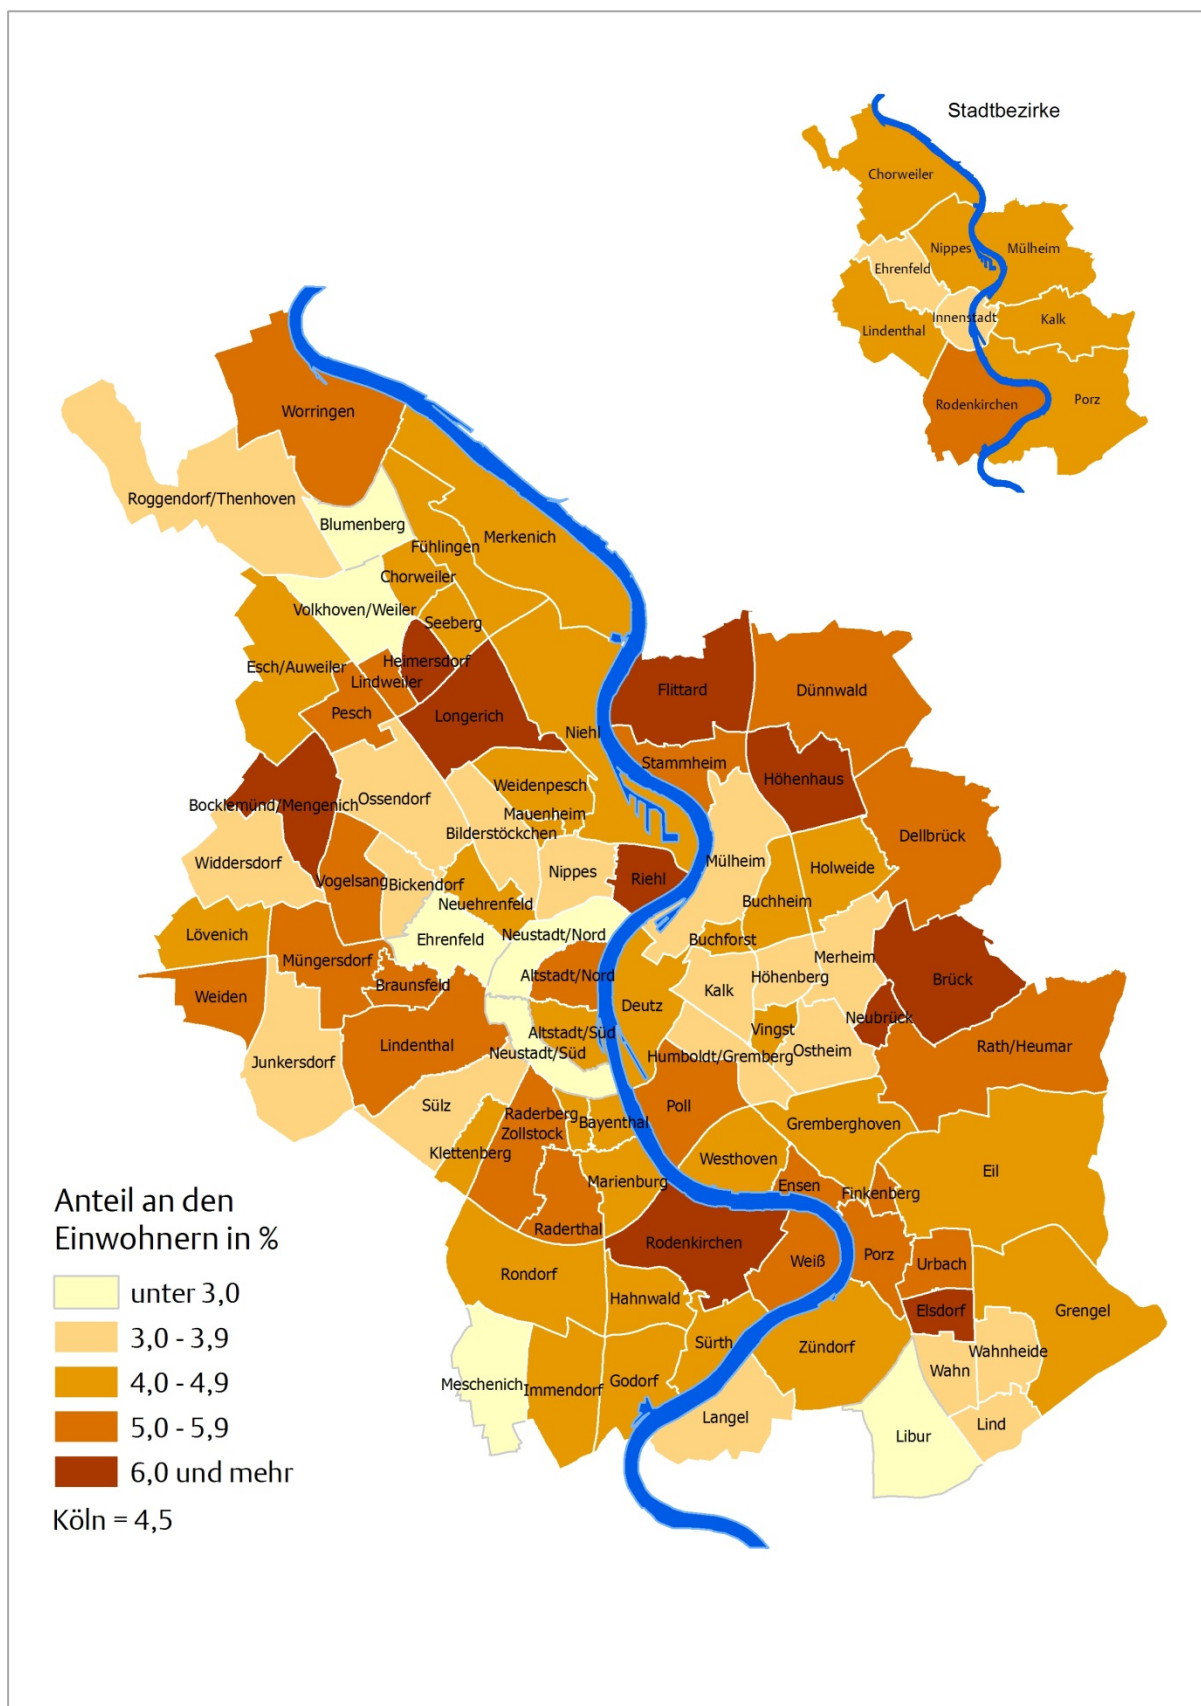 Stadtbezirke
Chorweiler
Nippes
Mülheim
Ehrenfeld
Innenstadt
Kalk
Lindenthal
Rodenkirchen
Porz
Worringen
Roggendorf/Thenhoven
Blumenberg
Merkenich
Fühlingen
Chorweiler
Volkhoven/Weiler
Seeberg
Heimersdorf
Esch/Auweiler
Lindweiler
Pesch
Longerich
Flittard
Dünnwald
Niehl
Stammheim
Höhenhaus
Weidenpesch
Bocklemünd/Mengenich
Ossendorf
Mauenheim
Bilderstöckchen
Dellbrück
Widdersdorf
Mülheim
Holweide
Vogelsang
Bickendorf
Nippes
Riehl
Neuehrenfeld
Buchheim
Lövenich
Ehrenfeld
Neustadt/Nord
Buchforst
Müngersdorf
Merheim
Höhenberg
Altstadt/Nord
Braunsfeld
Brück
Weiden
Kalk
Deutz
Neubrück
Vingst
Altstadt/Süd
Lindenthal
Neustadt/Süd
Ostheim
Rath/Heumar
Junkersdorf
Humboldt/Gremberg
Sülz
Poll
Raderberg
Zollstock
Bayenthal
Gremberghoven
Klettenberg
Westhoven
Eil
Marienburg
Ensen
Finkenberg
Raderthal
Rodenkirchen
Weiß
Porz
Urbach
Rondorf
Hahnwald
Elsdorf
Grengel
Sürth
Zündorf
Wahnheide
Wahn
Meschenich
Immendorf
Godorf
Langel
Lind
Libur
Anteil an den
Einwohnern in %
unter 3,0
3,0 - 3,9
4,0 - 4,9
5,0 - 5,9
6,0 und mehr
Köln = 4,5